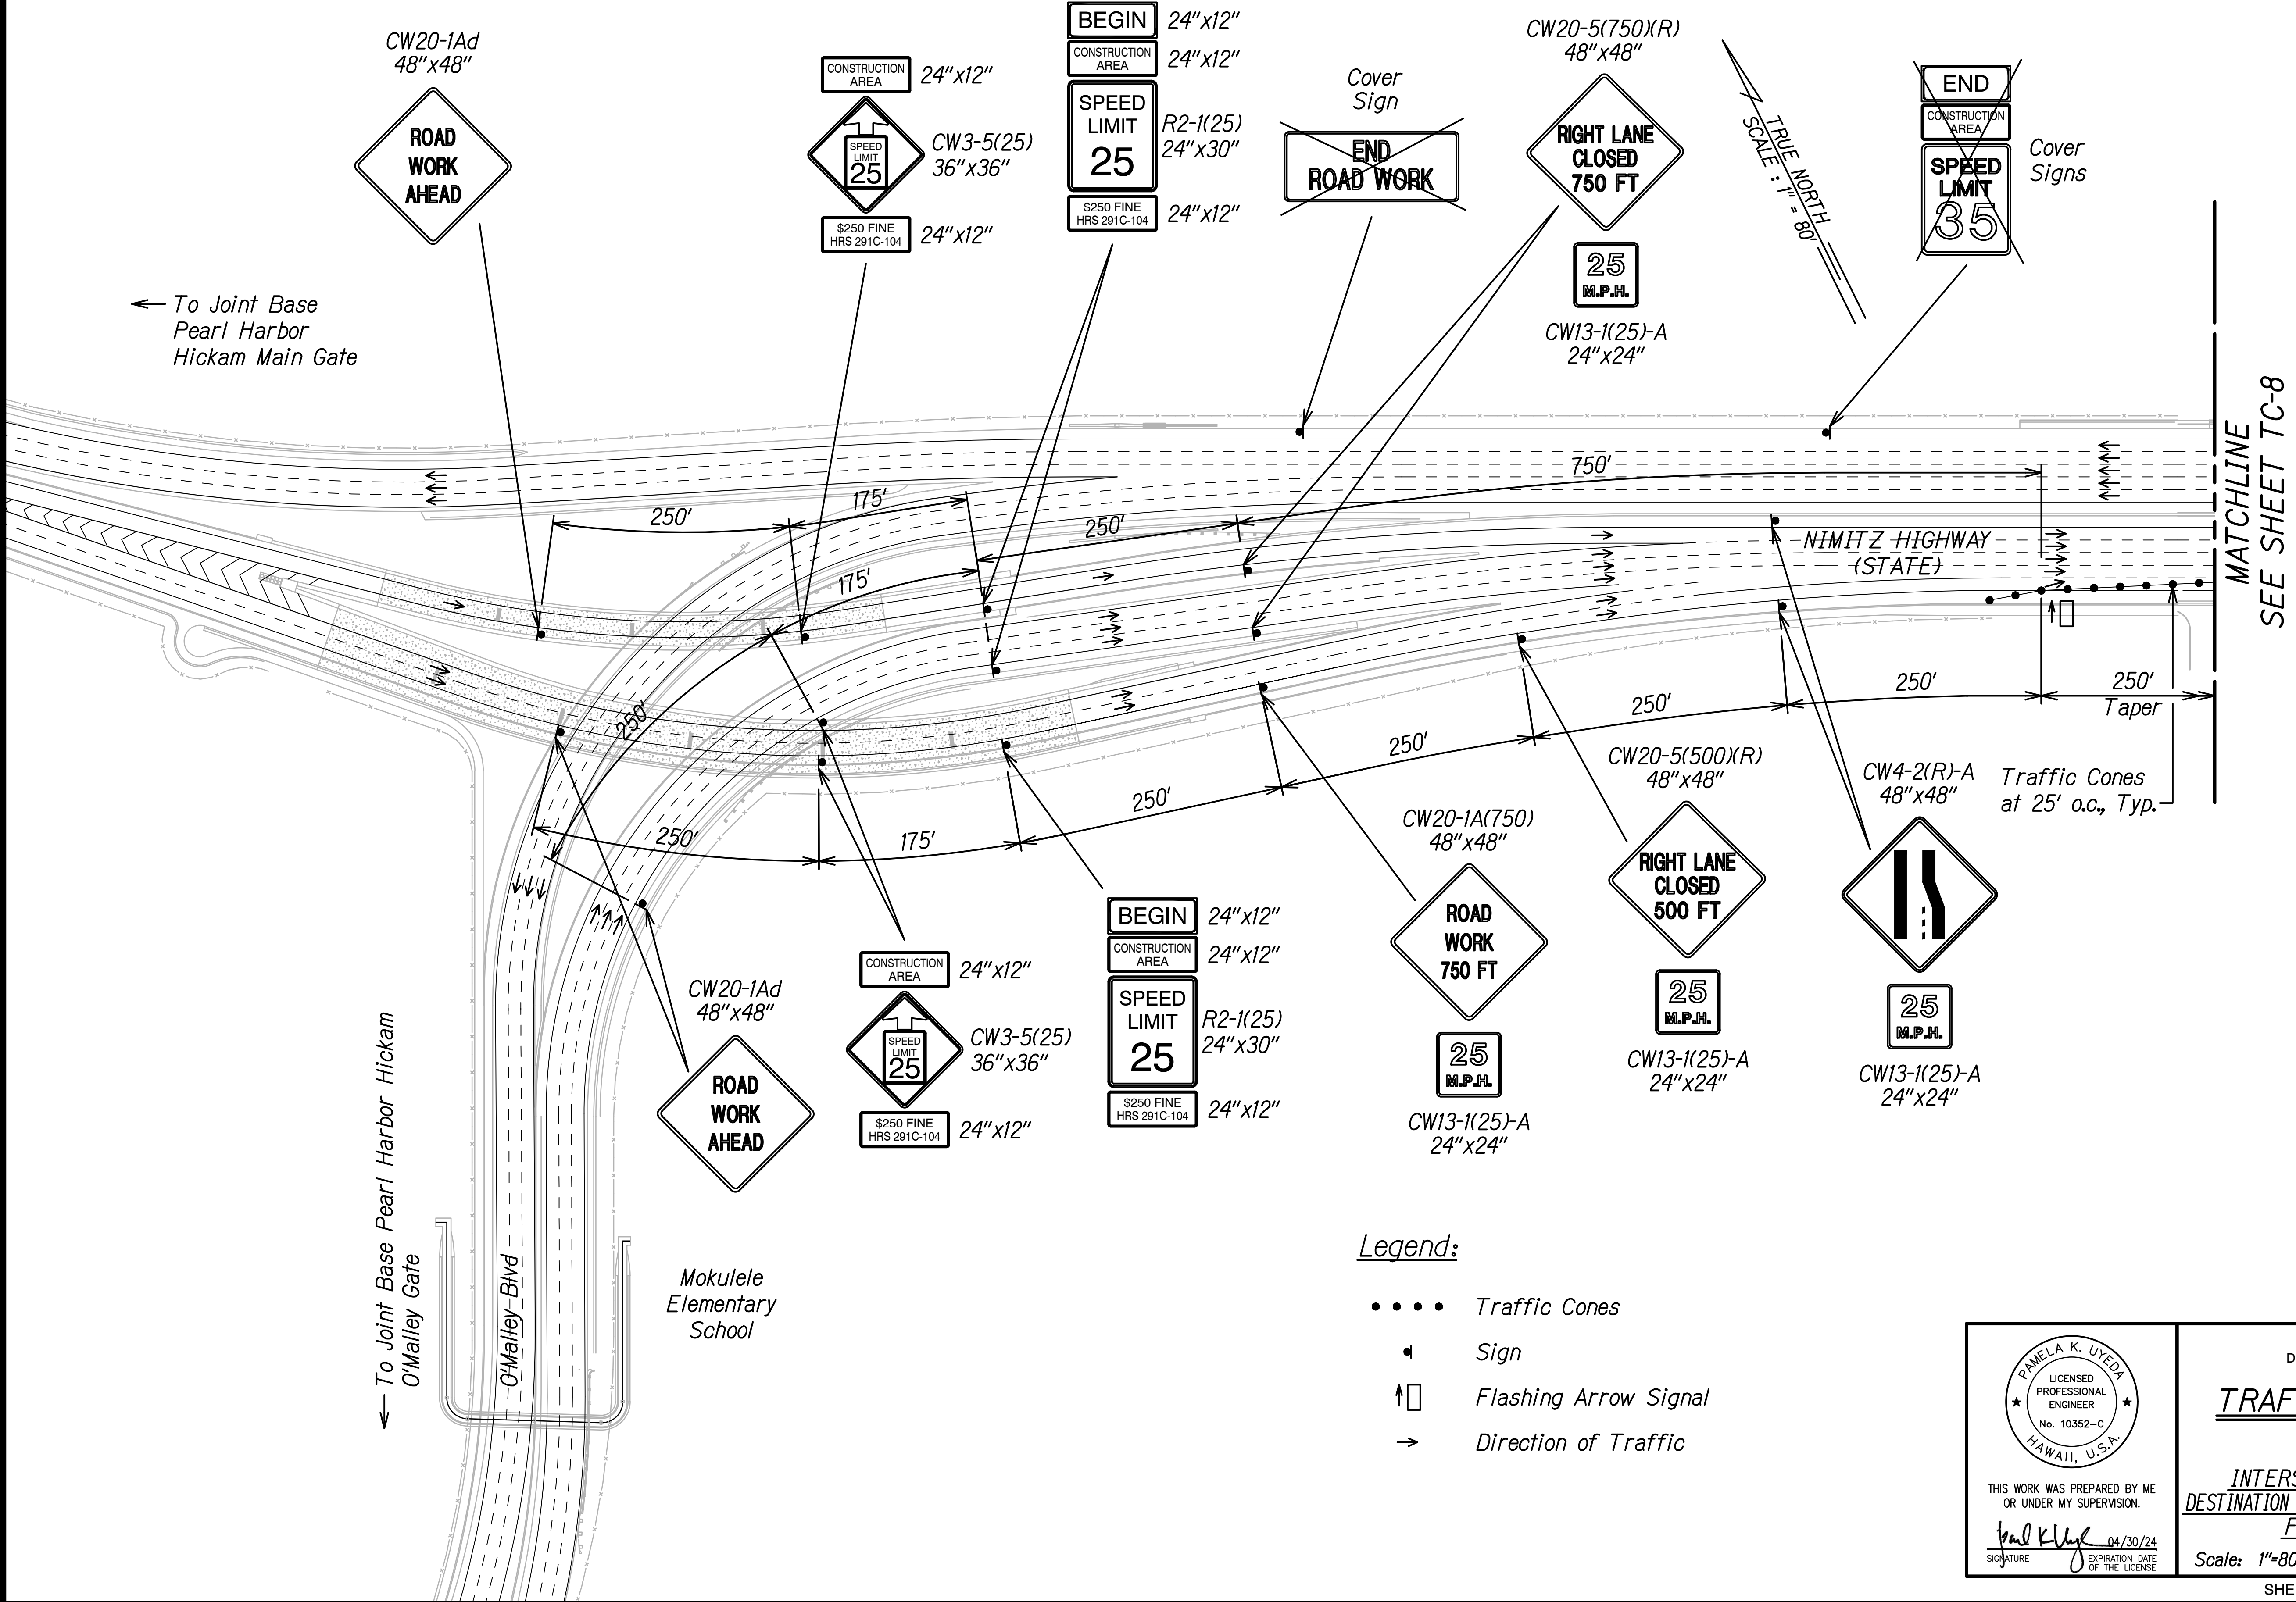 CW20-1Ad
48"x48"
ROAD
WORK
AHEAD
CONSTRUCTION
AREA
24"x12"
SPEED
LIMIT
25
CW3-5(25)
36"x36"
$250 FINE
HRS 291C-104
24"x12"
BEGIN
24"x12"
CONSTRUCTION
AREA
24"x12"
SPEED
LIMIT
25
R2-1(25)
24"x30"
$250 FINE
HRS 291C-104
24"x12"
Cover
Sign
END
ROAD WORK
CW20-5(750)(R)
48"x48"
RIGHT LANE
CLOSED
750 FT
25
M.P.H.
CW13-1(25)-A
24"x24"
TRUE NORTH
SCALE : 1" = 80'
END
CONSTRUCTION
AREA
SPEED
LIMIT
35
Cover
Signs
To Joint Base
Pearl Harbor
Hickam Main Gate
MATCHLINE
SEE SHEET TC-8
750'
175'
250'
250'
175'
NIMITZ HIGHWAY
(STATE)
250'
250'
250'
Taper
250'
250'
250'
250'
175'
CW20-1Ad
48"x48"
ROAD
WORK
AHEAD
CONSTRUCTION
AREA
24"x12"
SPEED
LIMIT
25
CW3-5(25)
36"x36"
$250 FINE
HRS 291C-104
24"x12"
BEGIN
24"x12"
CONSTRUCTION
AREA
24"x12"
SPEED
LIMIT
25
R2-1(25)
24"x30"
$250 FINE
HRS 291C-104
24"x12"
CW20-1A(750)
48"x48"
ROAD
WORK
750 FT
25
M.P.H.
CW13-1(25)-A
24"x24"
CW20-5(500)(R)
48"x48"
RIGHT LANE
CLOSED
500 FT
25
M.P.H.
CW13-1(25)-A
24"x24"
CW4-2(R)-A
48"x48"
25
M.P.H.
CW13-1(25)-A
24"x24"
Traffic Cones
at 25' o.c., Typ.
To Joint Base Pearl Harbor Hickam
O'Malley Gate
O'Malley Blvd
Mokulele
Elementary
School
Legend:
Traffic Cones
Sign
Flashing Arrow Signal
Direction of Traffic
PAMELA K. UYEDA
LICENSED
PROFESSIONAL
ENGINEER
No. 10352-C
HAWAII, U.S.A.
THIS WORK WAS PREPARED BY ME
OR UNDER MY SUPERVISION.
04/30/24
SIGNATURE
EXPIRATION DATE
OF THE LICENSE
D
TRAF
INTERS
DESTINATION
F
Scale: 1"=80
SHE